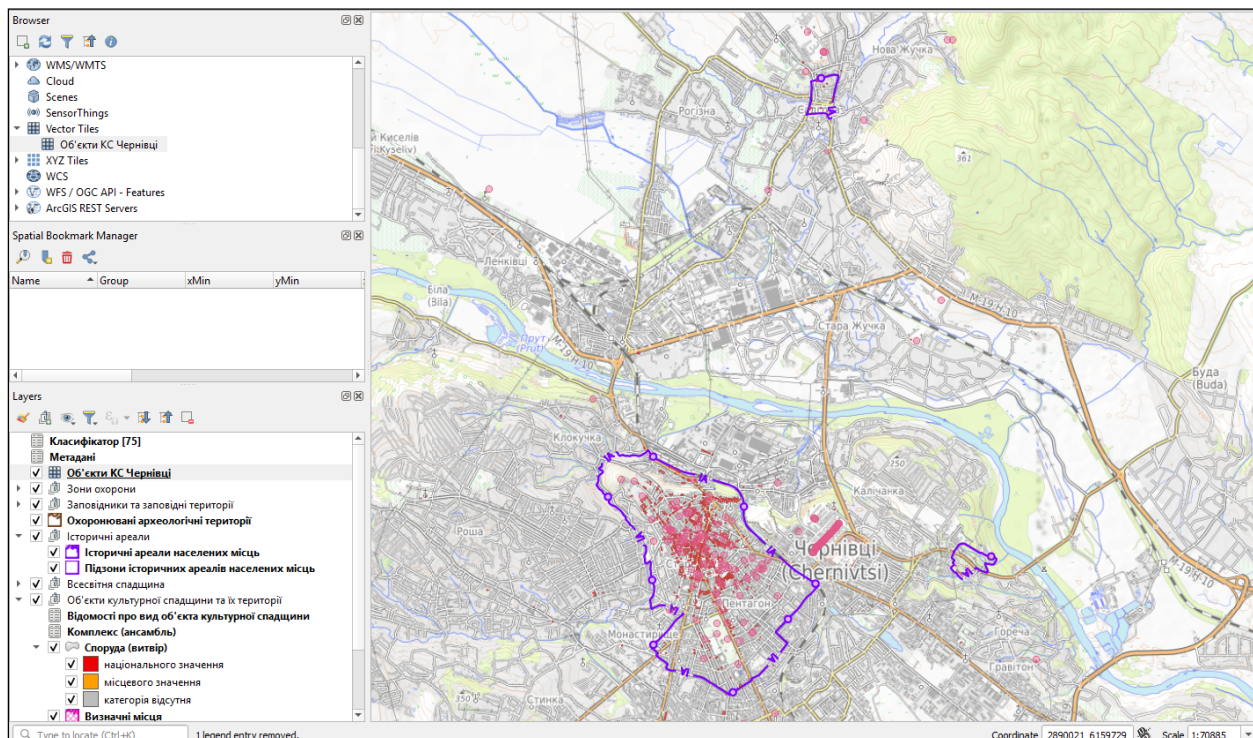 Browser
WMS/WMTS
Cloud
Scenes
SensorThings
Vector Tiles
Об'єкти КС Чернівці
XYZ Tiles
WCS
WFS / OGC API - Features
ArcGIS REST Servers
Spatial Bookmark Manager
Name Group xMin yMin
Layers
Класифікатор [75]
Метадані
Об'єкти КС Чернівці
Зони охорони
Заповідники та заповідні території
Охоронювані археологічні території
Історичні ареали
Історичні ареали населених місць
Підзони історичних ареалів населених місць
Всесвітня спадщина
Об'єкти культурної спадщини та їх території
Відомості про вид об'єкта культурної спадщини
Комплекс (ансамбль)
Споруда (витвір)
національного значення
місцевого значення
категорія відсутня
Визначні місця
Нова Жучка
Рогізна
й Киселів
361
Ленківці
Біла
(Bila)
М-19;Н-10
Прут
(Prut)
М-19;Н-10
Стара Жучка
М-19;Н-10
Буда
(Buda)
Клокучка
250
Калічанка
Роша
Чернівці
(Chernivtsi)
Пентагон
Монастирище
Гореча
Гравітон
350
Стинка
Type to locate (Ctrl+K)
1 legend entry removed.
Coordinate 2890021 6159729
Scale 1:70885